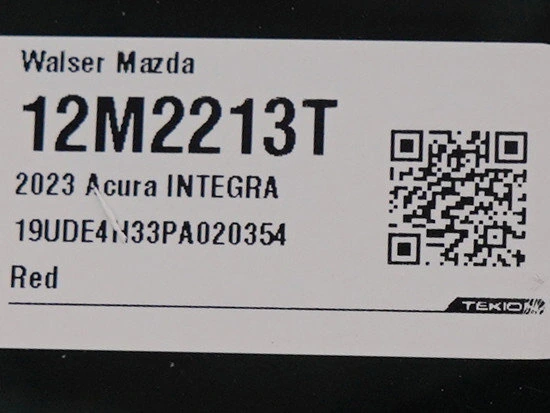 Walser Mazda
12M2213T
2023 Acura INTEGRA
19UDE4H33PA020354
Red
TEKION